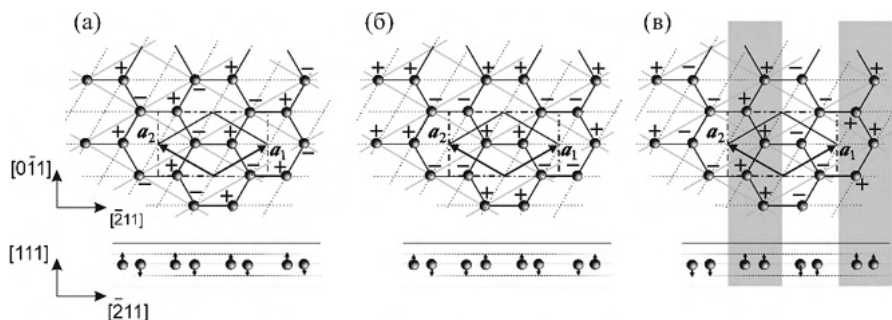 (а) (б) (в)
a₂ a₁ a₂ a₁ a₂ a₁
[01̄1]
[2̄11]
[111]
[2̄11]